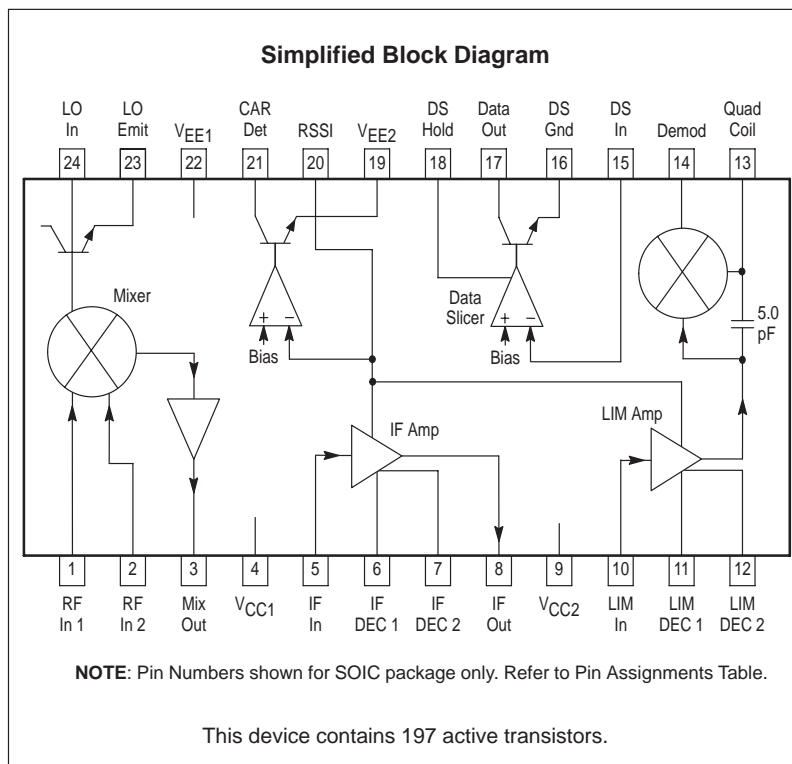 Simplified Block Diagram
LO In
LO Emit
VEE1
CAR Det
RSSI
VEE2
DS Hold
Data Out
DS Gnd
DS In
Demod
Quad Coil
24
23
22
21
20
19
18
17
16
15
14
13
Mixer
+ –
Bias
Data Slicer
+ –
Bias
5.0 pF
IF Amp
LIM Amp
1
2
3
4
5
6
7
8
9
10
11
12
RF In 1
RF In 2
Mix Out
VCC1
IF In
IF DEC 1
IF DEC 2
IF Out
VCC2
LIM In
LIM DEC 1
LIM DEC 2
NOTE: Pin Numbers shown for SOIC package only. Refer to Pin Assignments Table.
This device contains 197 active transistors.